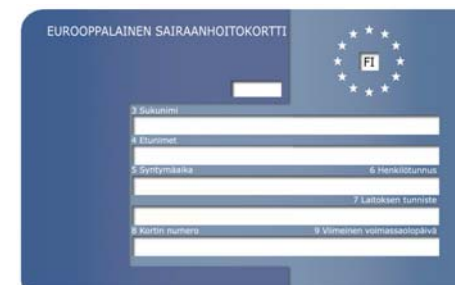 EUROOPPALAINEN SAIRAANHOITOKORTTI
FI
3 Sukunimi
4 Etunimet
5 Syntymäaika 6 Henkilötunnus
7 Laitoksen tunniste
8 Kortin numero 9 Viimeinen voimassaolopäivä